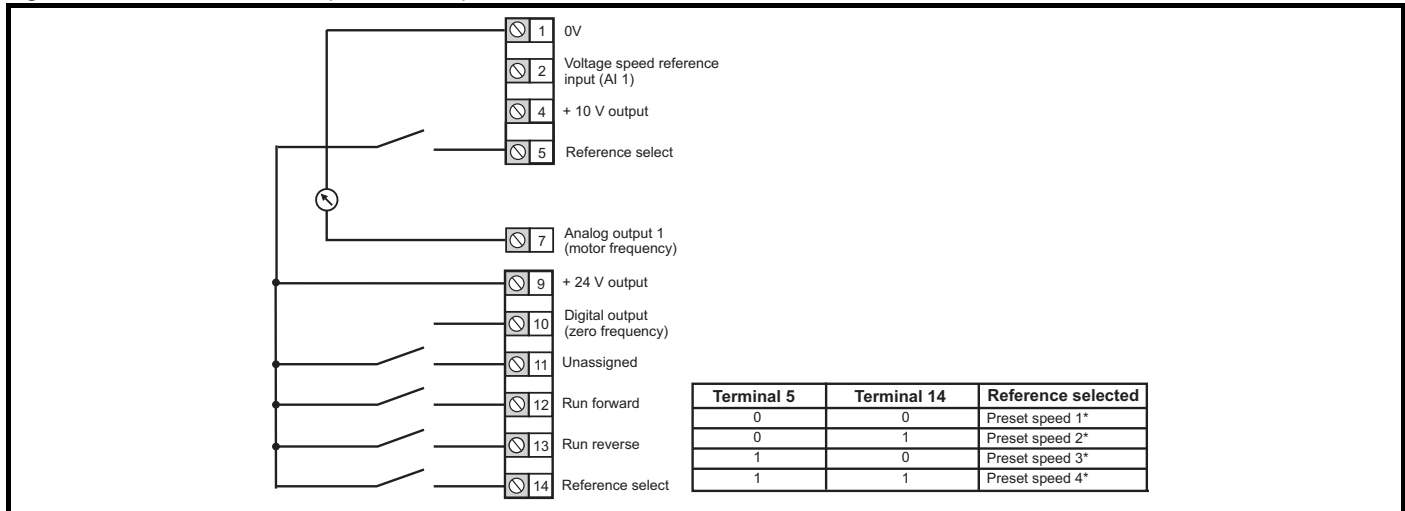 1 0V
2 Voltage speed reference
input (AI 1)
4 + 10 V output
5 Reference select
7 Analog output 1
(motor frequency)
9 + 24 V output
10 Digital output
(zero frequency)
11 Unassigned
12 Run forward
13 Run reverse
14 Reference select
Terminal 5 Terminal 14 Reference selected
0 0 Preset speed 1*
0 1 Preset speed 2*
1 0 Preset speed 3*
1 1 Preset speed 4*